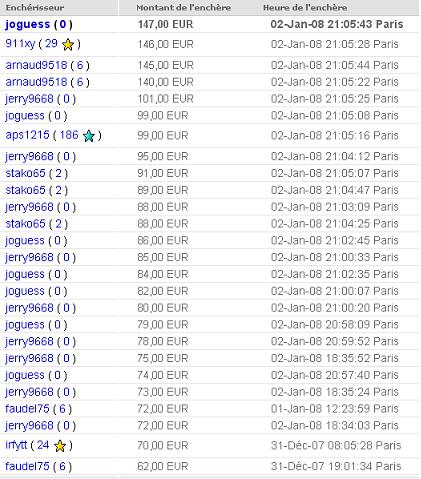 Enchérisseur Montant de l'enchère Heure de l'enchère
joguess ( 0 ) 147,00 EUR 02-Jan-08 21:05:43 Paris
911xy ( 29 ) 146,00 EUR 02-Jan-08 21:05:28 Paris
arnaud9518 ( 6 ) 145,00 EUR 02-Jan-08 21:05:44 Paris
arnaud9518 ( 6 ) 140,00 EUR 02-Jan-08 21:05:22 Paris
jerry9668 ( 0 ) 101,00 EUR 02-Jan-08 21:05:25 Paris
joguess ( 0 ) 99,00 EUR 02-Jan-08 21:05:08 Paris
aps1215 ( 186 ) 99,00 EUR 02-Jan-08 21:05:16 Paris
jerry9668 ( 0 ) 95,00 EUR 02-Jan-08 21:04:12 Paris
stako65 ( 2 ) 91,00 EUR 02-Jan-08 21:05:07 Paris
stako65 ( 2 ) 89,00 EUR 02-Jan-08 21:04:47 Paris
jerry9668 ( 0 ) 88,00 EUR 02-Jan-08 21:03:09 Paris
stako65 ( 2 ) 88,00 EUR 02-Jan-08 21:04:25 Paris
joguess ( 0 ) 86,00 EUR 02-Jan-08 21:02:45 Paris
jerry9668 ( 0 ) 85,00 EUR 02-Jan-08 21:00:33 Paris
joguess ( 0 ) 84,00 EUR 02-Jan-08 21:02:35 Paris
joguess ( 0 ) 82,00 EUR 02-Jan-08 21:00:07 Paris
jerry9668 ( 0 ) 80,00 EUR 02-Jan-08 21:00:20 Paris
joguess ( 0 ) 79,00 EUR 02-Jan-08 20:58:09 Paris
jerry9668 ( 0 ) 78,00 EUR 02-Jan-08 20:59:52 Paris
jerry9668 ( 0 ) 75,00 EUR 02-Jan-08 18:35:52 Paris
joguess ( 0 ) 74,00 EUR 02-Jan-08 20:57:40 Paris
jerry9668 ( 0 ) 73,00 EUR 02-Jan-08 18:35:24 Paris
faudel75 ( 6 ) 72,00 EUR 01-Jan-08 12:23:59 Paris
jerry9668 ( 0 ) 72,00 EUR 02-Jan-08 18:34:03 Paris
irfytt ( 24 ) 70,00 EUR 31-Déc-07 08:05:28 Paris
faudel75 ( 6 ) 62,00 EUR 31-Déc-07 19:01:34 Paris